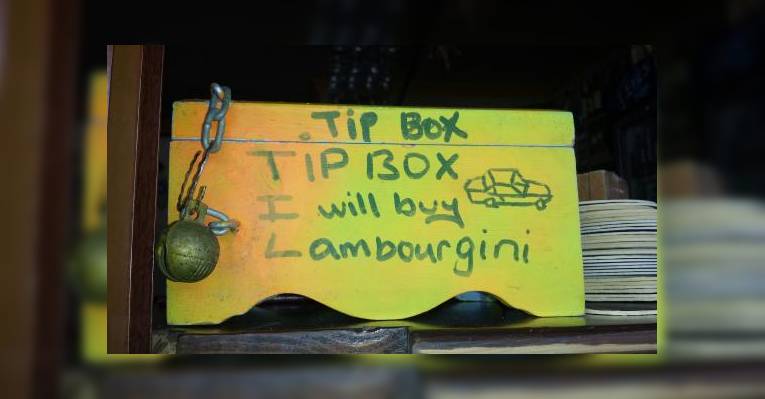 .TiP BOX
TIP BOX
I will buy
Lambourgini